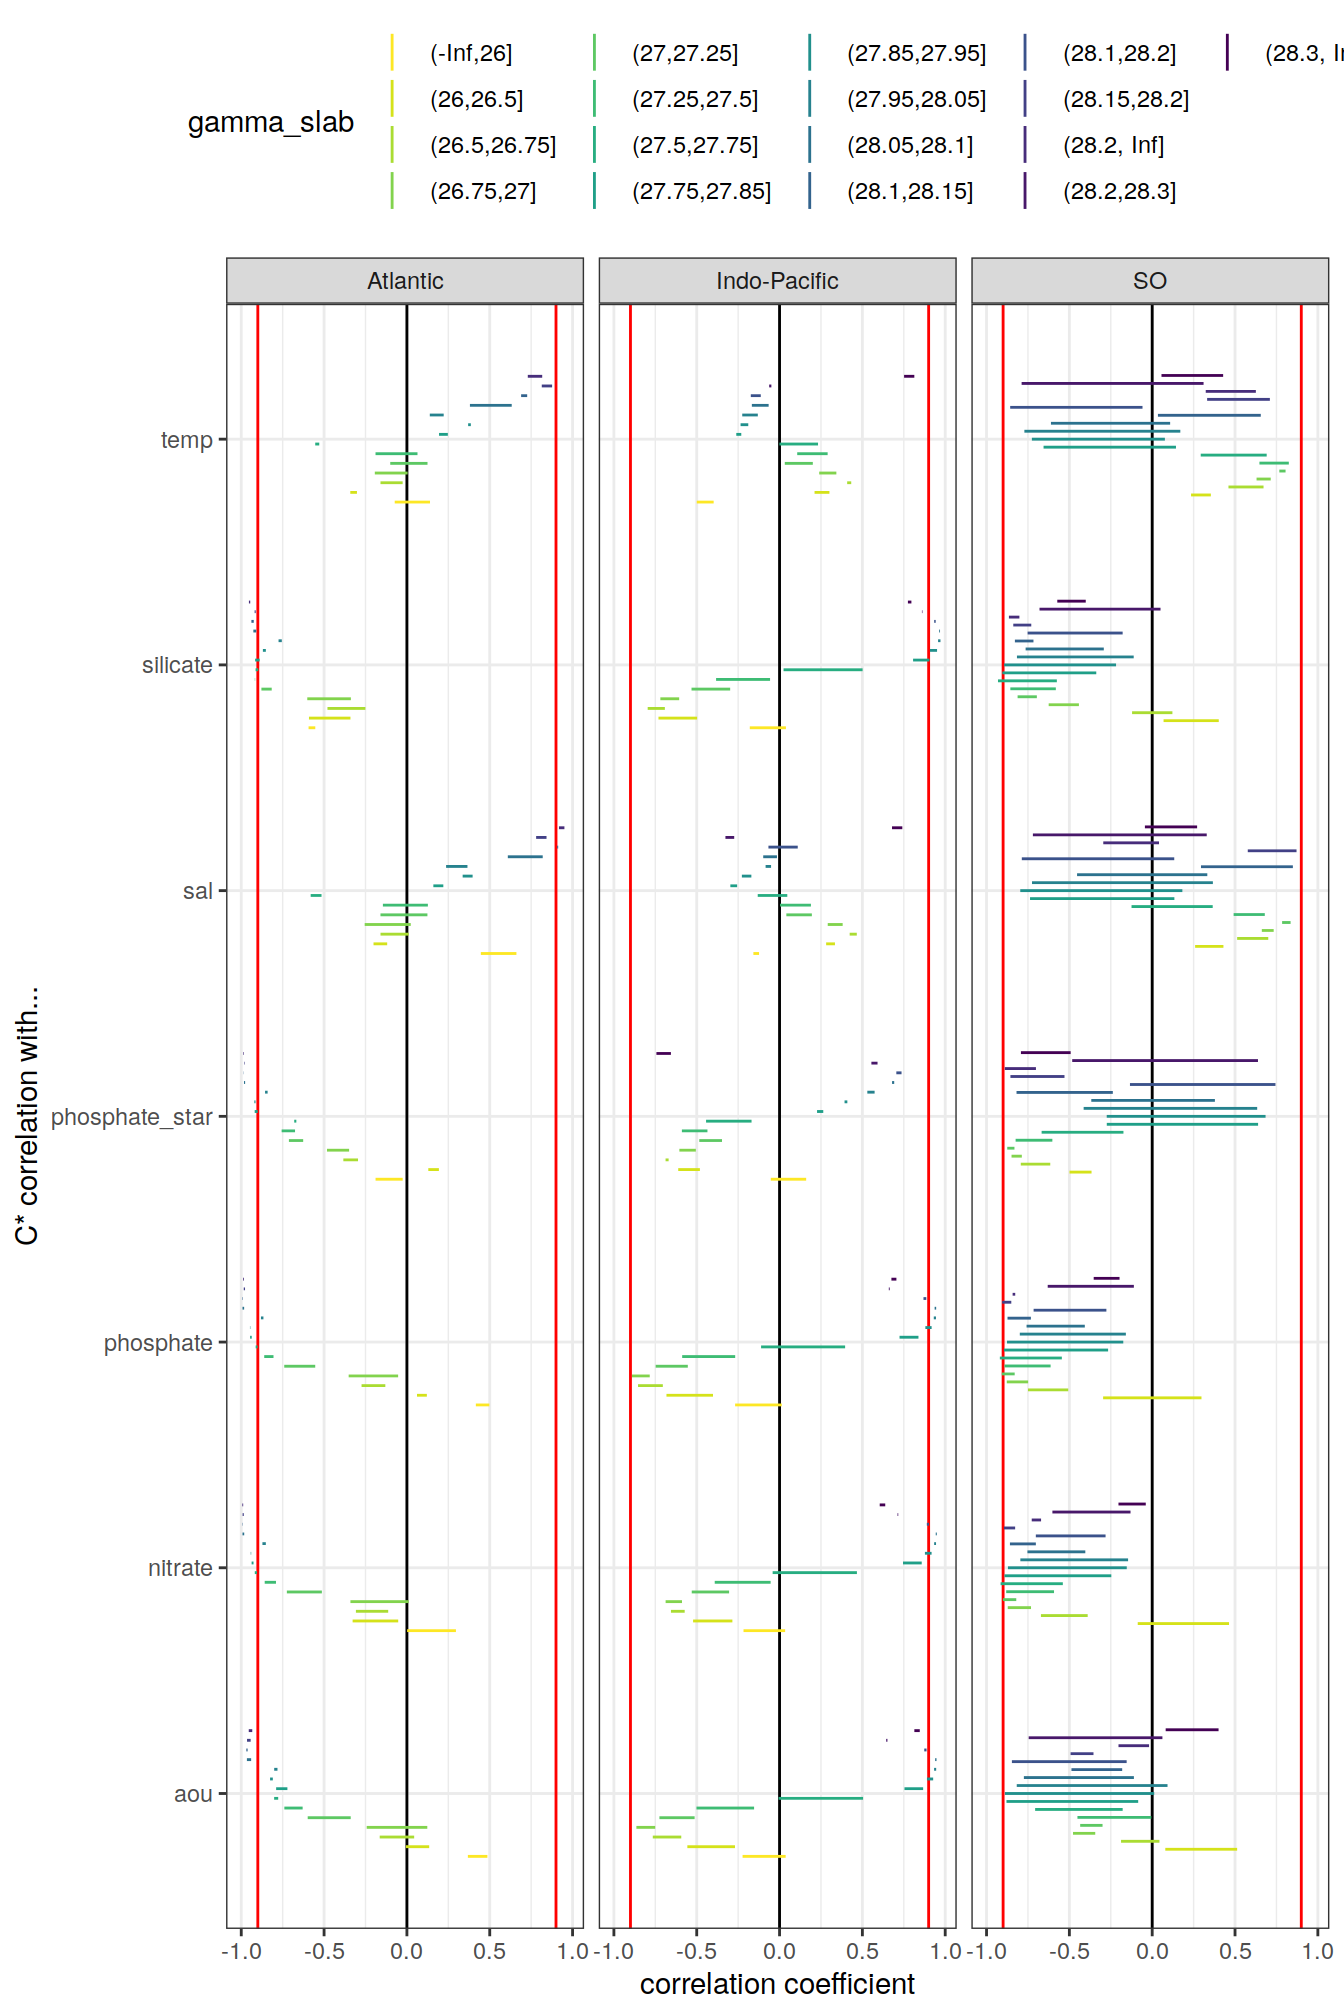 gamma_slab
(-Inf,26] (27,27.25] (27.85,27.95] (28.1,28.2] (28.3,
(26,26.5] (27.25,27.5] (27.95,28.05] (28.15,28.2]
(26.5,26.75] (27.5,27.75] (28.05,28.1] (28.2, Inf]
(26.75,27] (27.75,27.85] (28.1,28.15] (28.2,28.3]
Atlantic Indo-Pacific SO
temp
silicate
sal
phosphate_star
phosphate
nitrate
aou
C* correlation with...
-1.0 -0.5 0.0 0.5 1.0 -1.0 -0.5 0.0 0.5 1.0 -1.0 -0.5 0.0 0.5 1.0
correlation coefficient